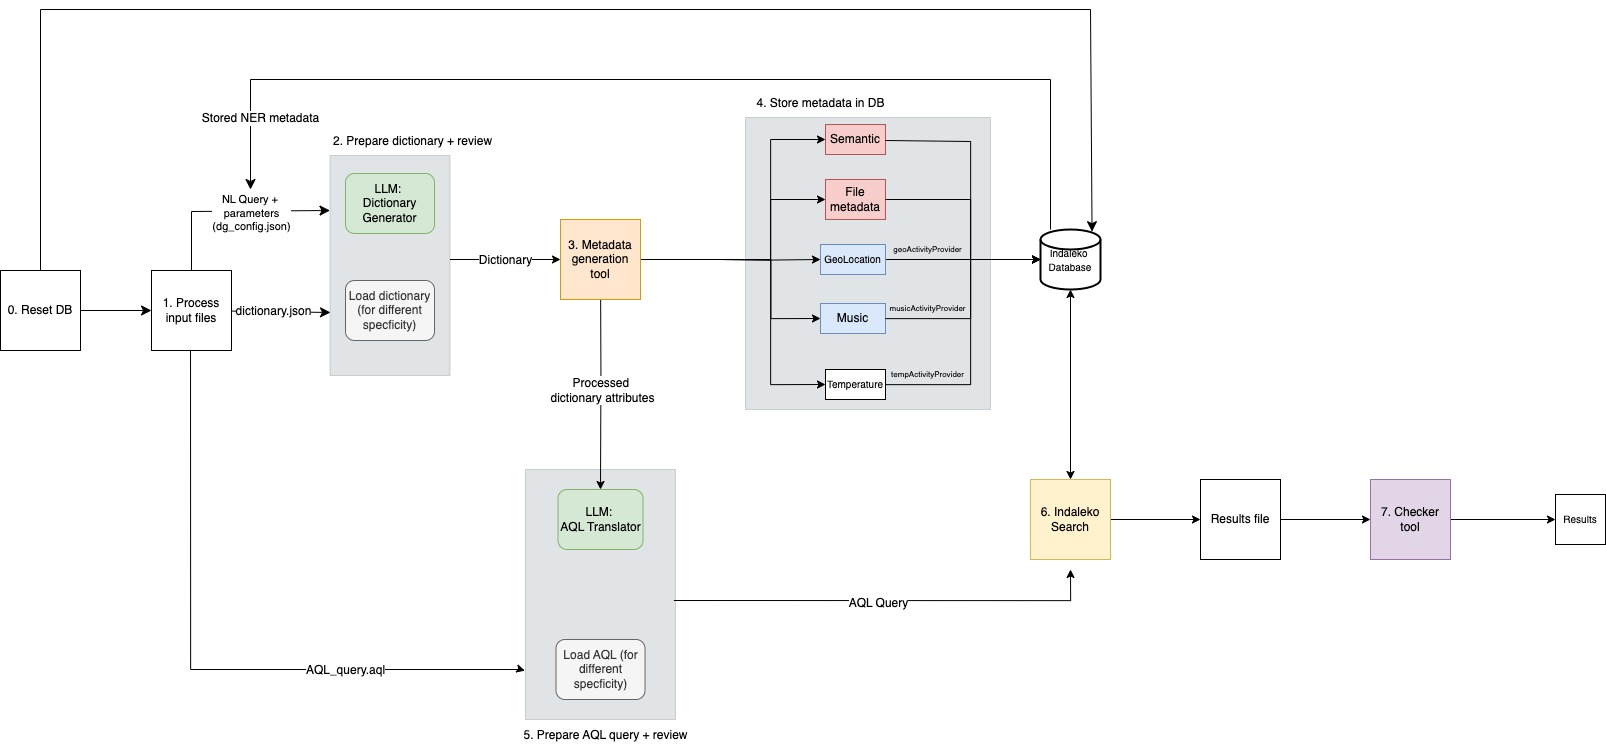 4. Store metadata in DB
Stored NER metadata
2. Prepare dictionary + review
Semantic
NL Query +
parameters
(dg_config.json)
LLM:
Dictionary
Generator
File
metadata
3. Metadata
generation
tool
Dictionary
GeoLocation
geoActivityProvider
Indaleko
Database
0. Reset DB
1. Process
input files
dictionary.json
Load dictionary
(for different
specficity)
Music
musicActivityProvider
Temperature
tempActivityProvider
Processed
dictionary attributes
LLM:
AQL Translator
6. Indaleko
Search
Results file
7. Checker
tool
Results
AQL Query
AQL_query.aql
Load AQL (for
different
specficity)
5. Prepare AQL query + review